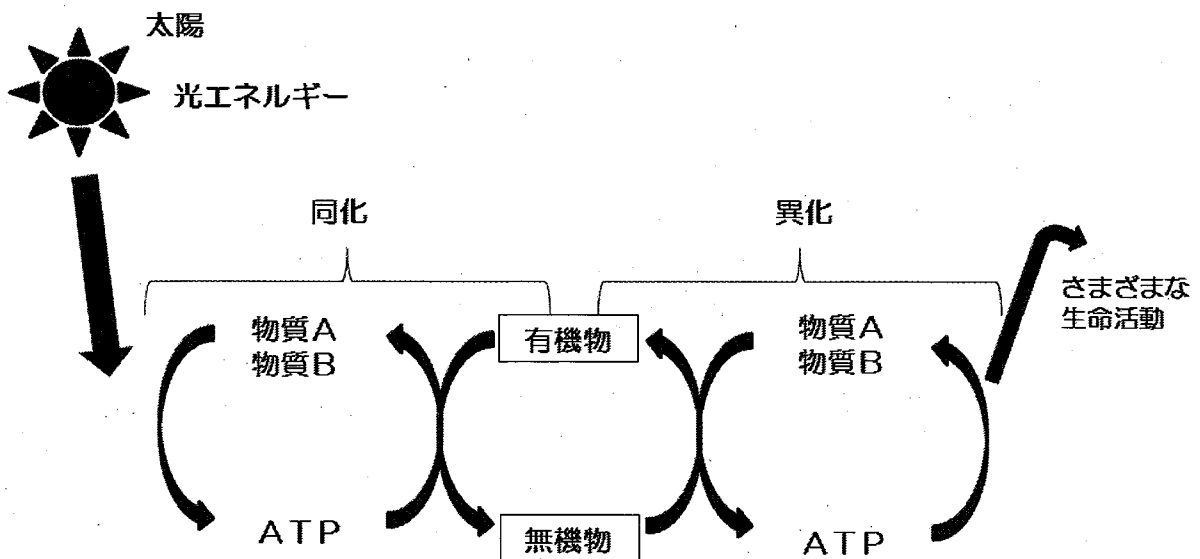 太陽
光エネルギー
同化
異化
さまざまな
生命活動
物質A
物質B
有機物
物質A
物質B
ATP
無機物
ATP